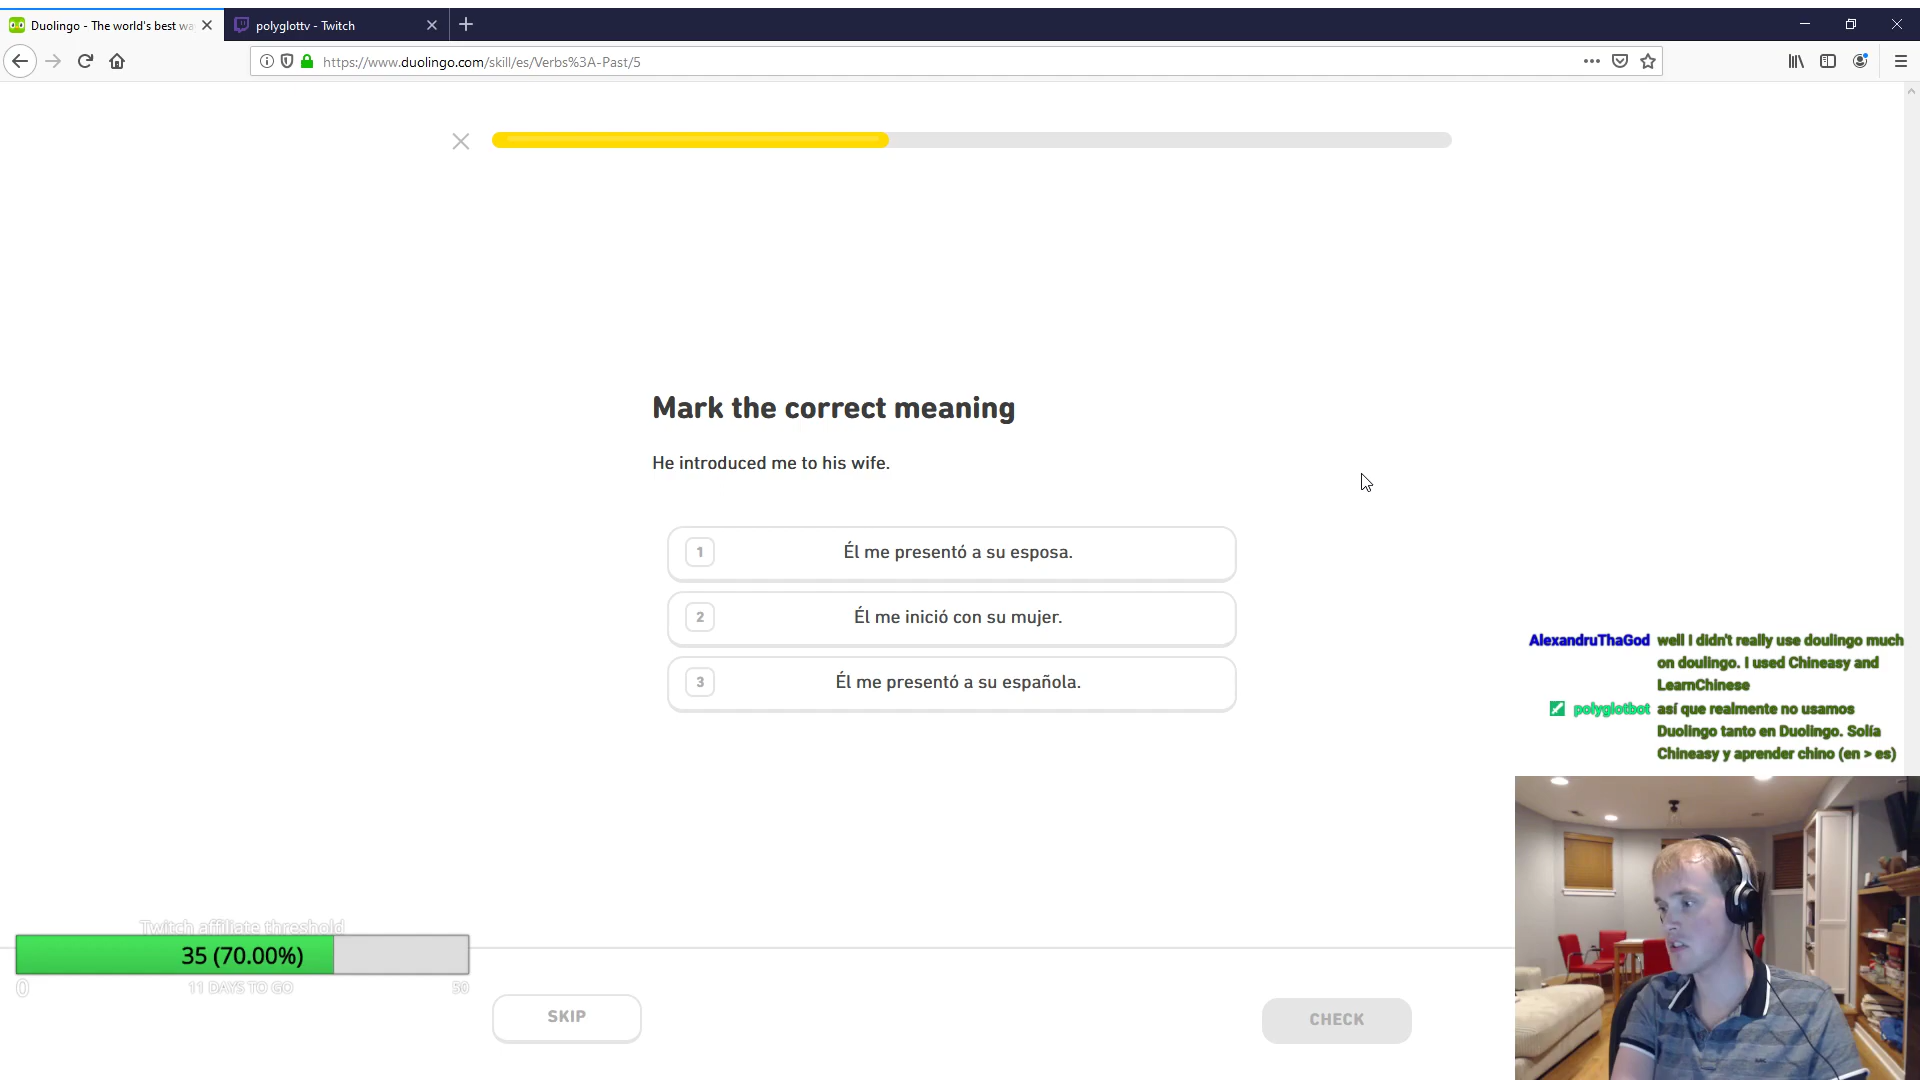 Duolingo - The world's best wa
polyglottv - Twitch
https://www.duolingo.com/skill/es/Verbs%3A-Past/5
Mark the correct meaning
He introduced me to his wife.
1 Él me presentó a su esposa.
2 Él me inició con su mujer.
3 Él me presentó a su española.
AlexandruThaGod well I didn't really use doulingo much
on doulingo. I used Chineasy and
LearnChinese
polyglotbot así que realmente no usamos
Duolingo tanto en Duolingo. Solía
Chineasy y aprender chino (en > es)
Twitch affiliate threshold
35 (70.00%)
0 11 DAYS TO GO 50
SKIP
CHECK